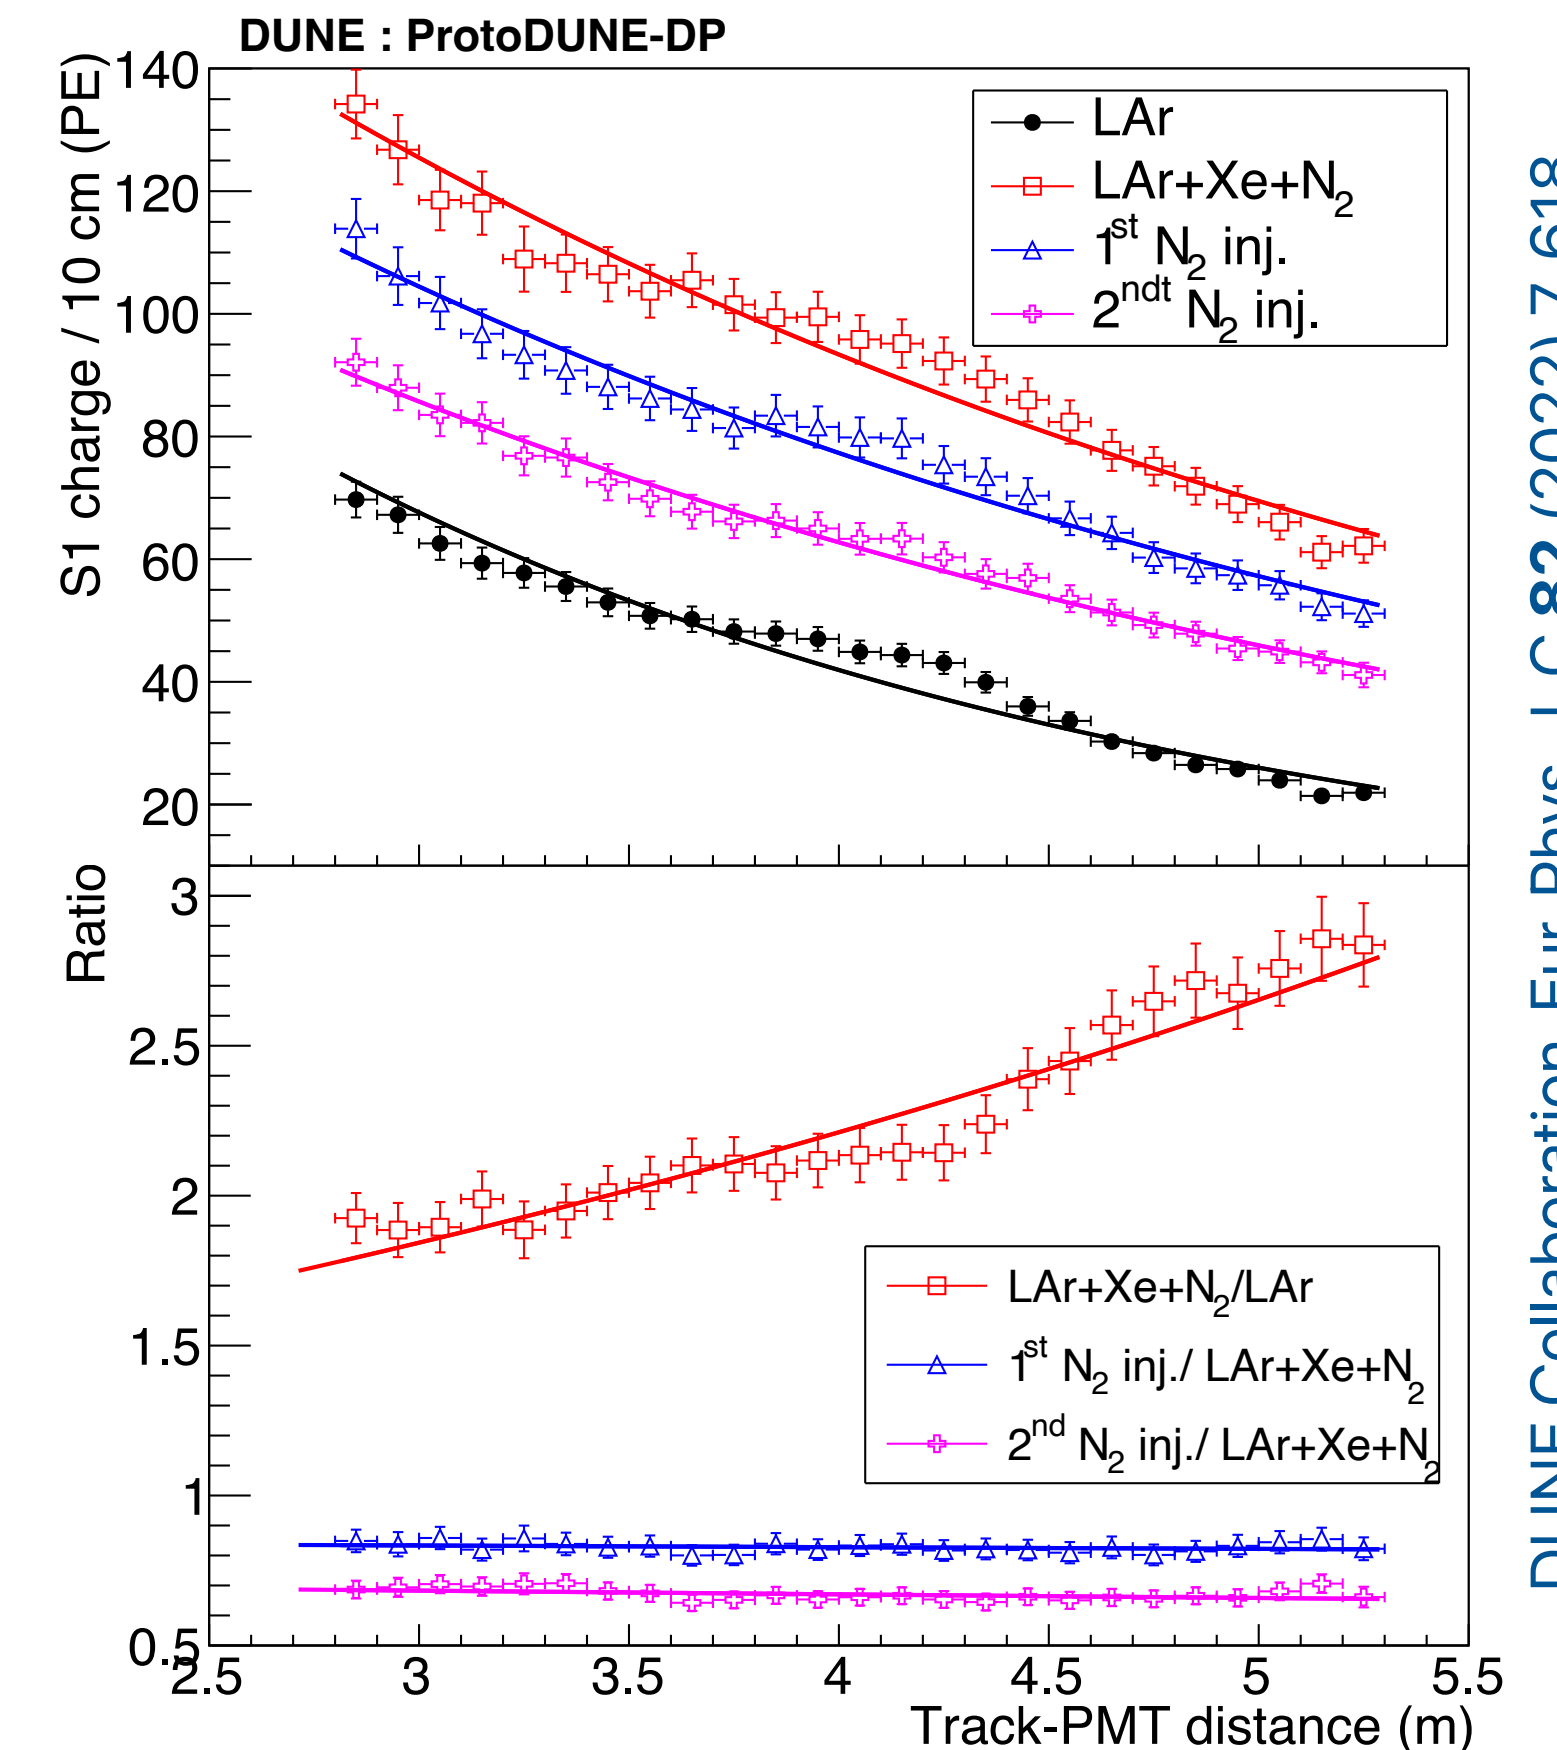 DUNE : ProtoDUNE-DP
S1 charge / 10 cm (PE)
140
120
100
80
60
40
20
LAr
LAr+Xe+N2
1st N2 inj.
2ndt N2 inj.
Ratio
3
2.5
2
1.5
1
0.5
LAr+Xe+N2/LAr
1st N2 inj./ LAr+Xe+N2
2nd N2 inj./ LAr+Xe+N2
2.5 3 3.5 4 4.5 5 5.5
Track-PMT distance (m)
DUNE Collaboration, Eur.Phys.J.C 82 (2022) 7 618